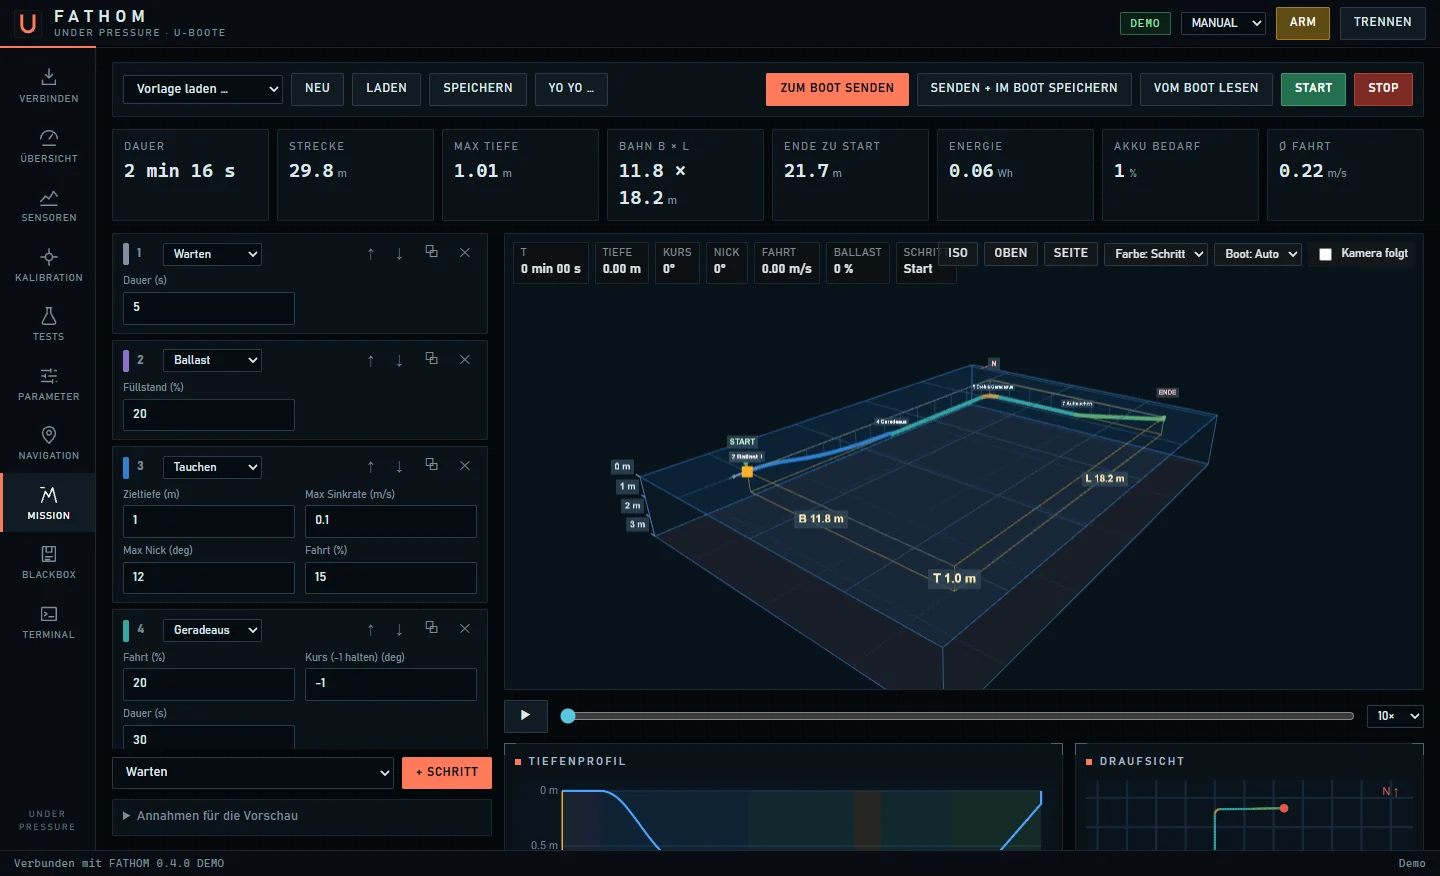 FATHOM
UNDER PRESSURE · U-BOOTE
DEMO
MANUAL
ARM
TRENNEN
VERBINDEN
ÜBERSICHT
SENSOREN
KALIBRATION
TESTS
PARAMETER
NAVIGATION
MISSION
BLACKBOX
TERMINAL
UNDER
PRESSURE
Vorlage laden …
NEU
LADEN
SPEICHERN
YO YO …
ZUM BOOT SENDEN
SENDEN + IM BOOT SPEICHERN
VOM BOOT LESEN
START
STOP
DAUER
2 min 16 s
STRECKE
29.8 m
MAX TIEFE
1.01 m
BAHN B × L
11.8 ×
18.2 m
ENDE ZU START
21.7 m
ENERGIE
0.06 Wh
AKKU BEDARF
1 %
Ø FAHRT
0.22 m/s
1
Warten
↑ ↓
Dauer (s)
5
2
Ballast
↑ ↓
Füllstand (%)
20
3
Tauchen
↑ ↓
Zieltiefe (m)
1
Max Sinkrate (m/s)
0.1
Max Nick (deg)
12
Fahrt (%)
15
4
Geradeaus
↑ ↓
Fahrt (%)
20
Kurs (-1 halten) (deg)
-1
Dauer (s)
30
Warten
+ SCHRITT
▶ Annahmen für die Vorschau
T
0 min 00 s
TIEFE
0.00 m
KURS
0°
NICK
0°
FAHRT
0.00 m/s
BALLAST
0 %
SCHRIT
Start
ISO
OBEN
SEITE
Farbe: Schritt
Boot: Auto
Kamera folgt
N
ENDE
4 Geradeaus
START
0 m
1 m
2 m
3 m
L 18.2 m
B 11.8 m
T 1.0 m
10×
TIEFENPROFIL
0 m
0.5 m
DRAUFSICHT
N ↑
Verbunden mit FATHOM 0.4.0 DEMO
Demo